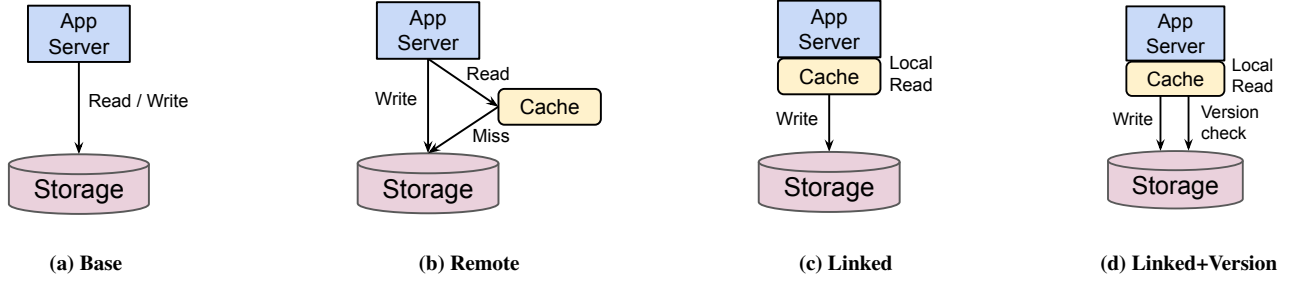 App
Server
Read / Write
Storage
(a) Base
App
Server
Read
Write
Cache
Miss
Storage
(b) Remote
App
Server
Cache
Local
Read
Write
Storage
(c) Linked
App
Server
Cache
Local
Read
Write
Version
check
Storage
(d) Linked+Version